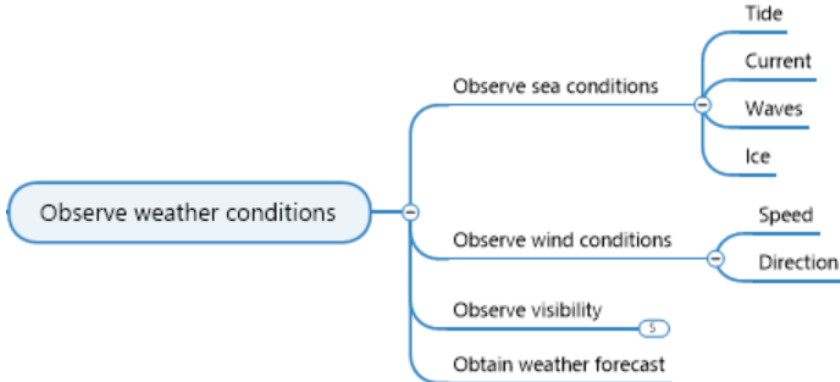 Observe weather conditions
Observe sea conditions
Tide
Current
Waves
Ice
Observe wind conditions
Speed
Direction
Observe visibility
5
Obtain weather forecast